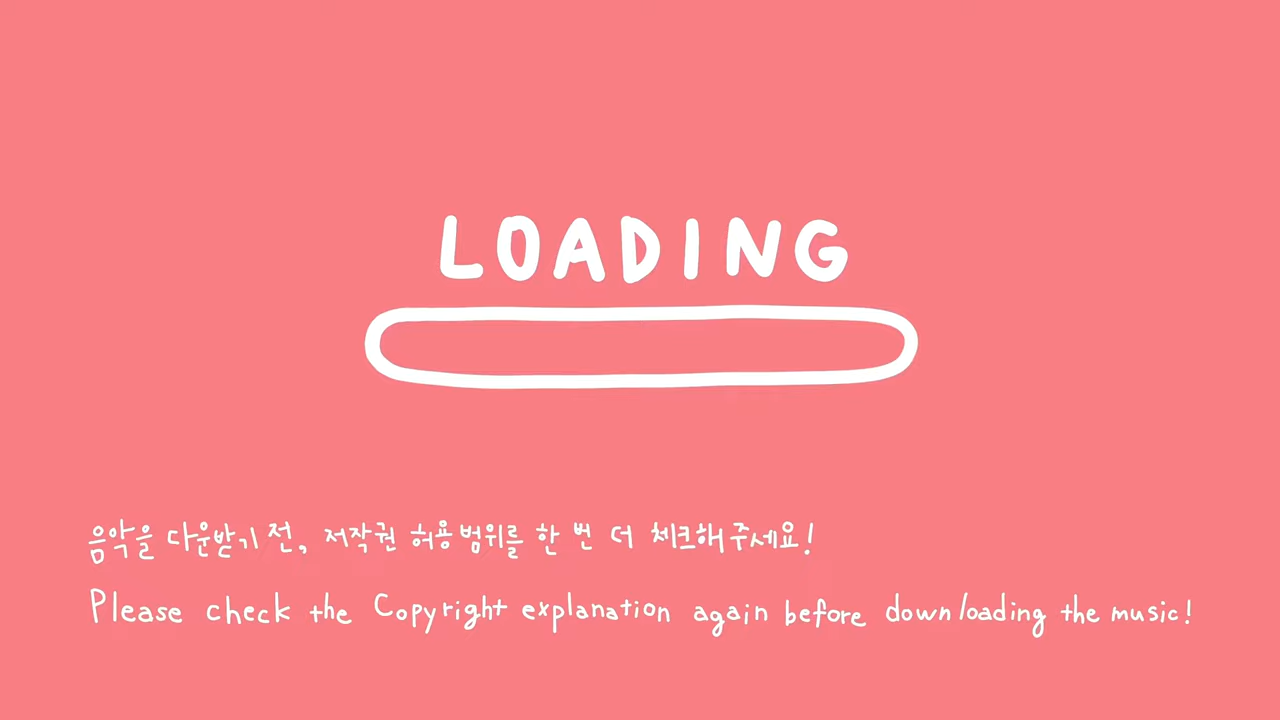 LOADING
음악을 다운받기 전, 저작권 허용범위를 한 번 더 체크해주세요!
Please check the Copyright explanation again before downloading the music!